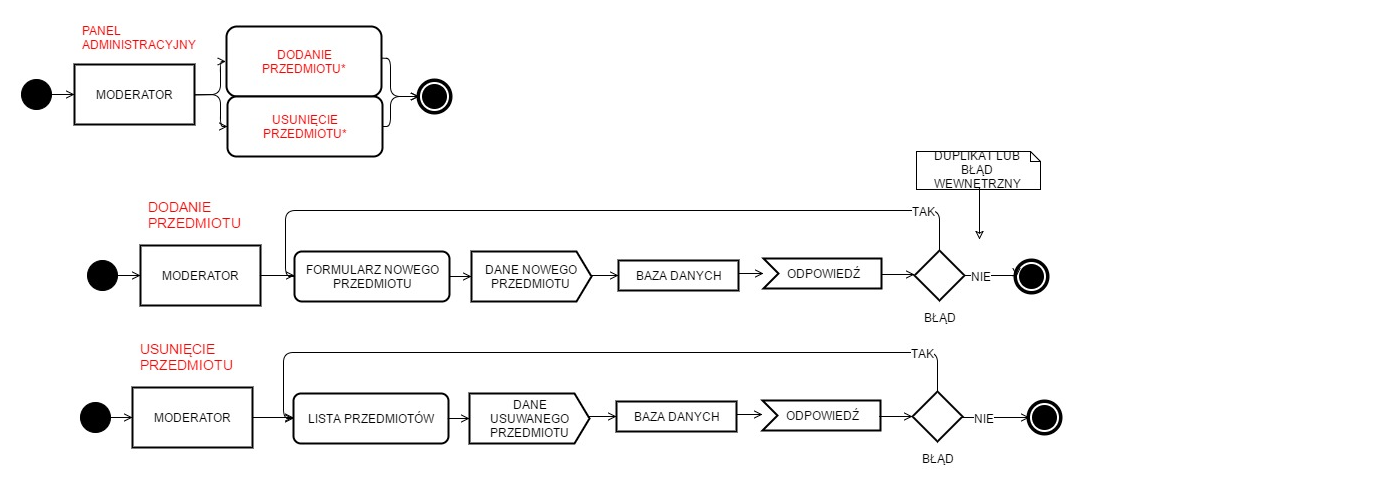 PANEL
ADMINISTRACYJNY
MODERATOR
DODANIE
PRZEDMIOTU*
USUNIĘCIE
PRZEDMIOTU*
DUPLIKAT LUB
BŁĄD
WEWNĘTRZNY
DODANIE
PRZEDMIOTU
TAK
MODERATOR
FORMULARZ NOWEGO
PRZEDMIOTU
DANE NOWEGO
PRZEDMIOTU
BAZA DANYCH
ODPOWIEDŹ
NIE
BŁĄD
USUNIĘCIE
PRZEDMIOTU
TAK
MODERATOR
LISTA PRZEDMIOTÓW
DANE
USUWANEGO
PRZEDMIOTU
BAZA DANYCH
ODPOWIEDŹ
NIE
BŁĄD